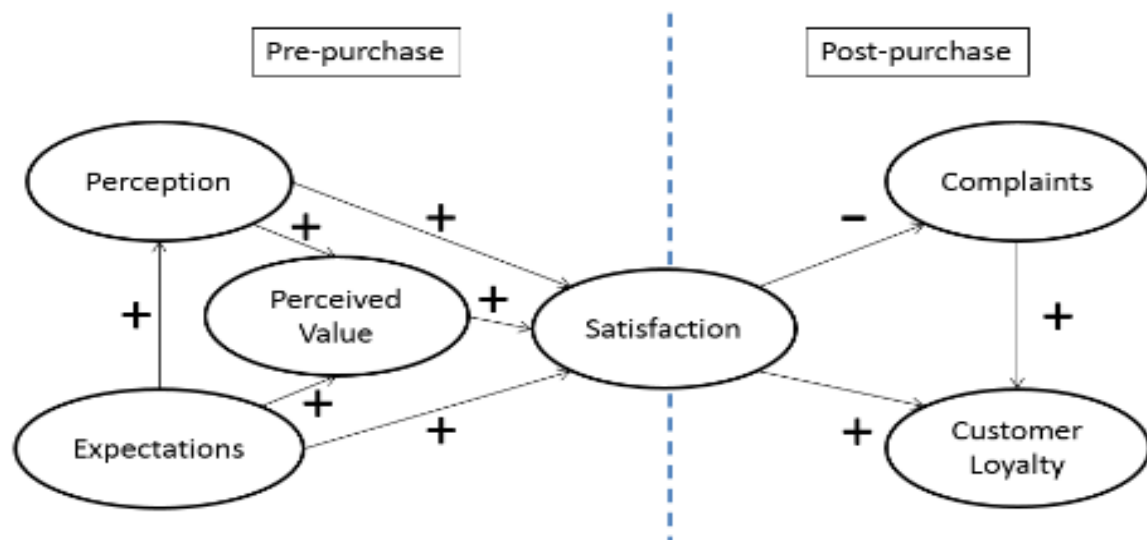 Pre-purchase
Post-purchase
Perception
Complaints
+
+
−
Perceived
Value
+
+
+
Satisfaction
Expectations
+
+
+
Customer
Loyalty